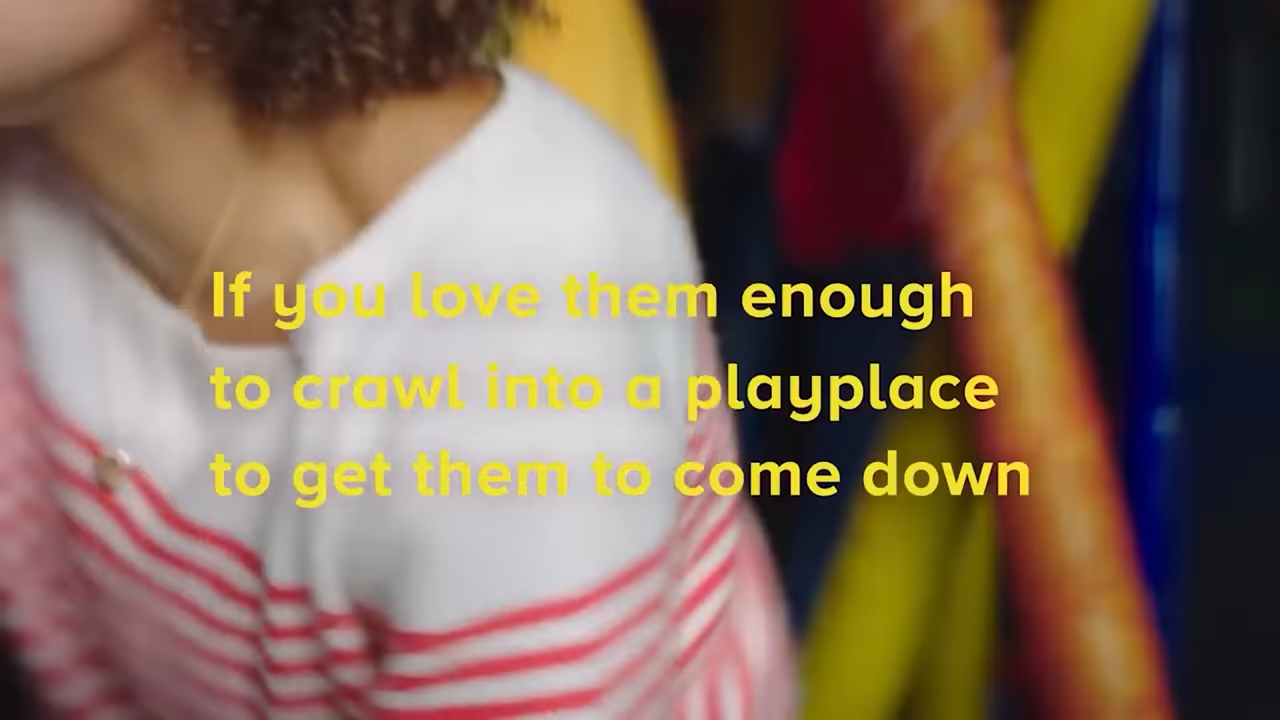 If you love them enough
to crawl into a playplace
to get them to come down